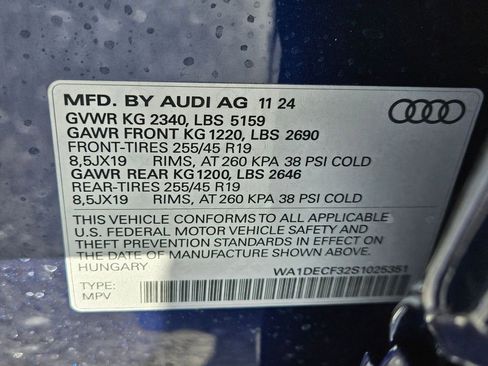 MFD. BY AUDI AG 11 24
GVWR KG 2340, LBS 5159
GAWR FRONT KG 1220, LBS 2690
FRONT-TIRES 255/45 R19
8,5JX19 RIMS, AT 260 KPA 38 PSI COLD
GAWR REAR KG 1200, LBS 2646
REAR-TIRES 255/45 R19
8,5JX19 RIMS, AT 260 KPA 38 PSI COLD
THIS VEHICLE CONFORMS TO ALL APPLICABLE
U.S. FEDERAL MOTOR VEHICLE SAFETY AND
THEFT PREVENTION STANDARDS IN EFFECT ON
THE DATE OF MANUFACTURE SHOWN ABOVE.
HUNGARY WA1DECF32S1025351
TYPE:
MPV